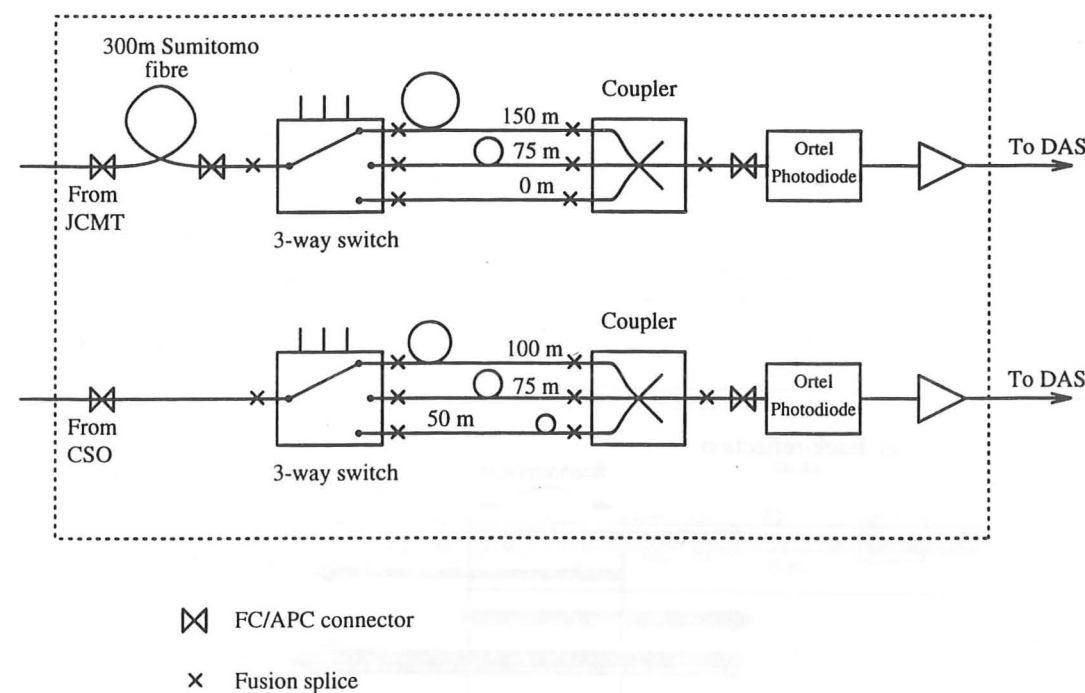 300m Sumitomo
fibre
Coupler
150 m
75 m
0 m
Ortel
Photodiode
To DAS
From
JCMT
3-way switch
Coupler
100 m
75 m
50 m
Ortel
Photodiode
To DAS
From
CSO
3-way switch
FC/APC connector
Fusion splice